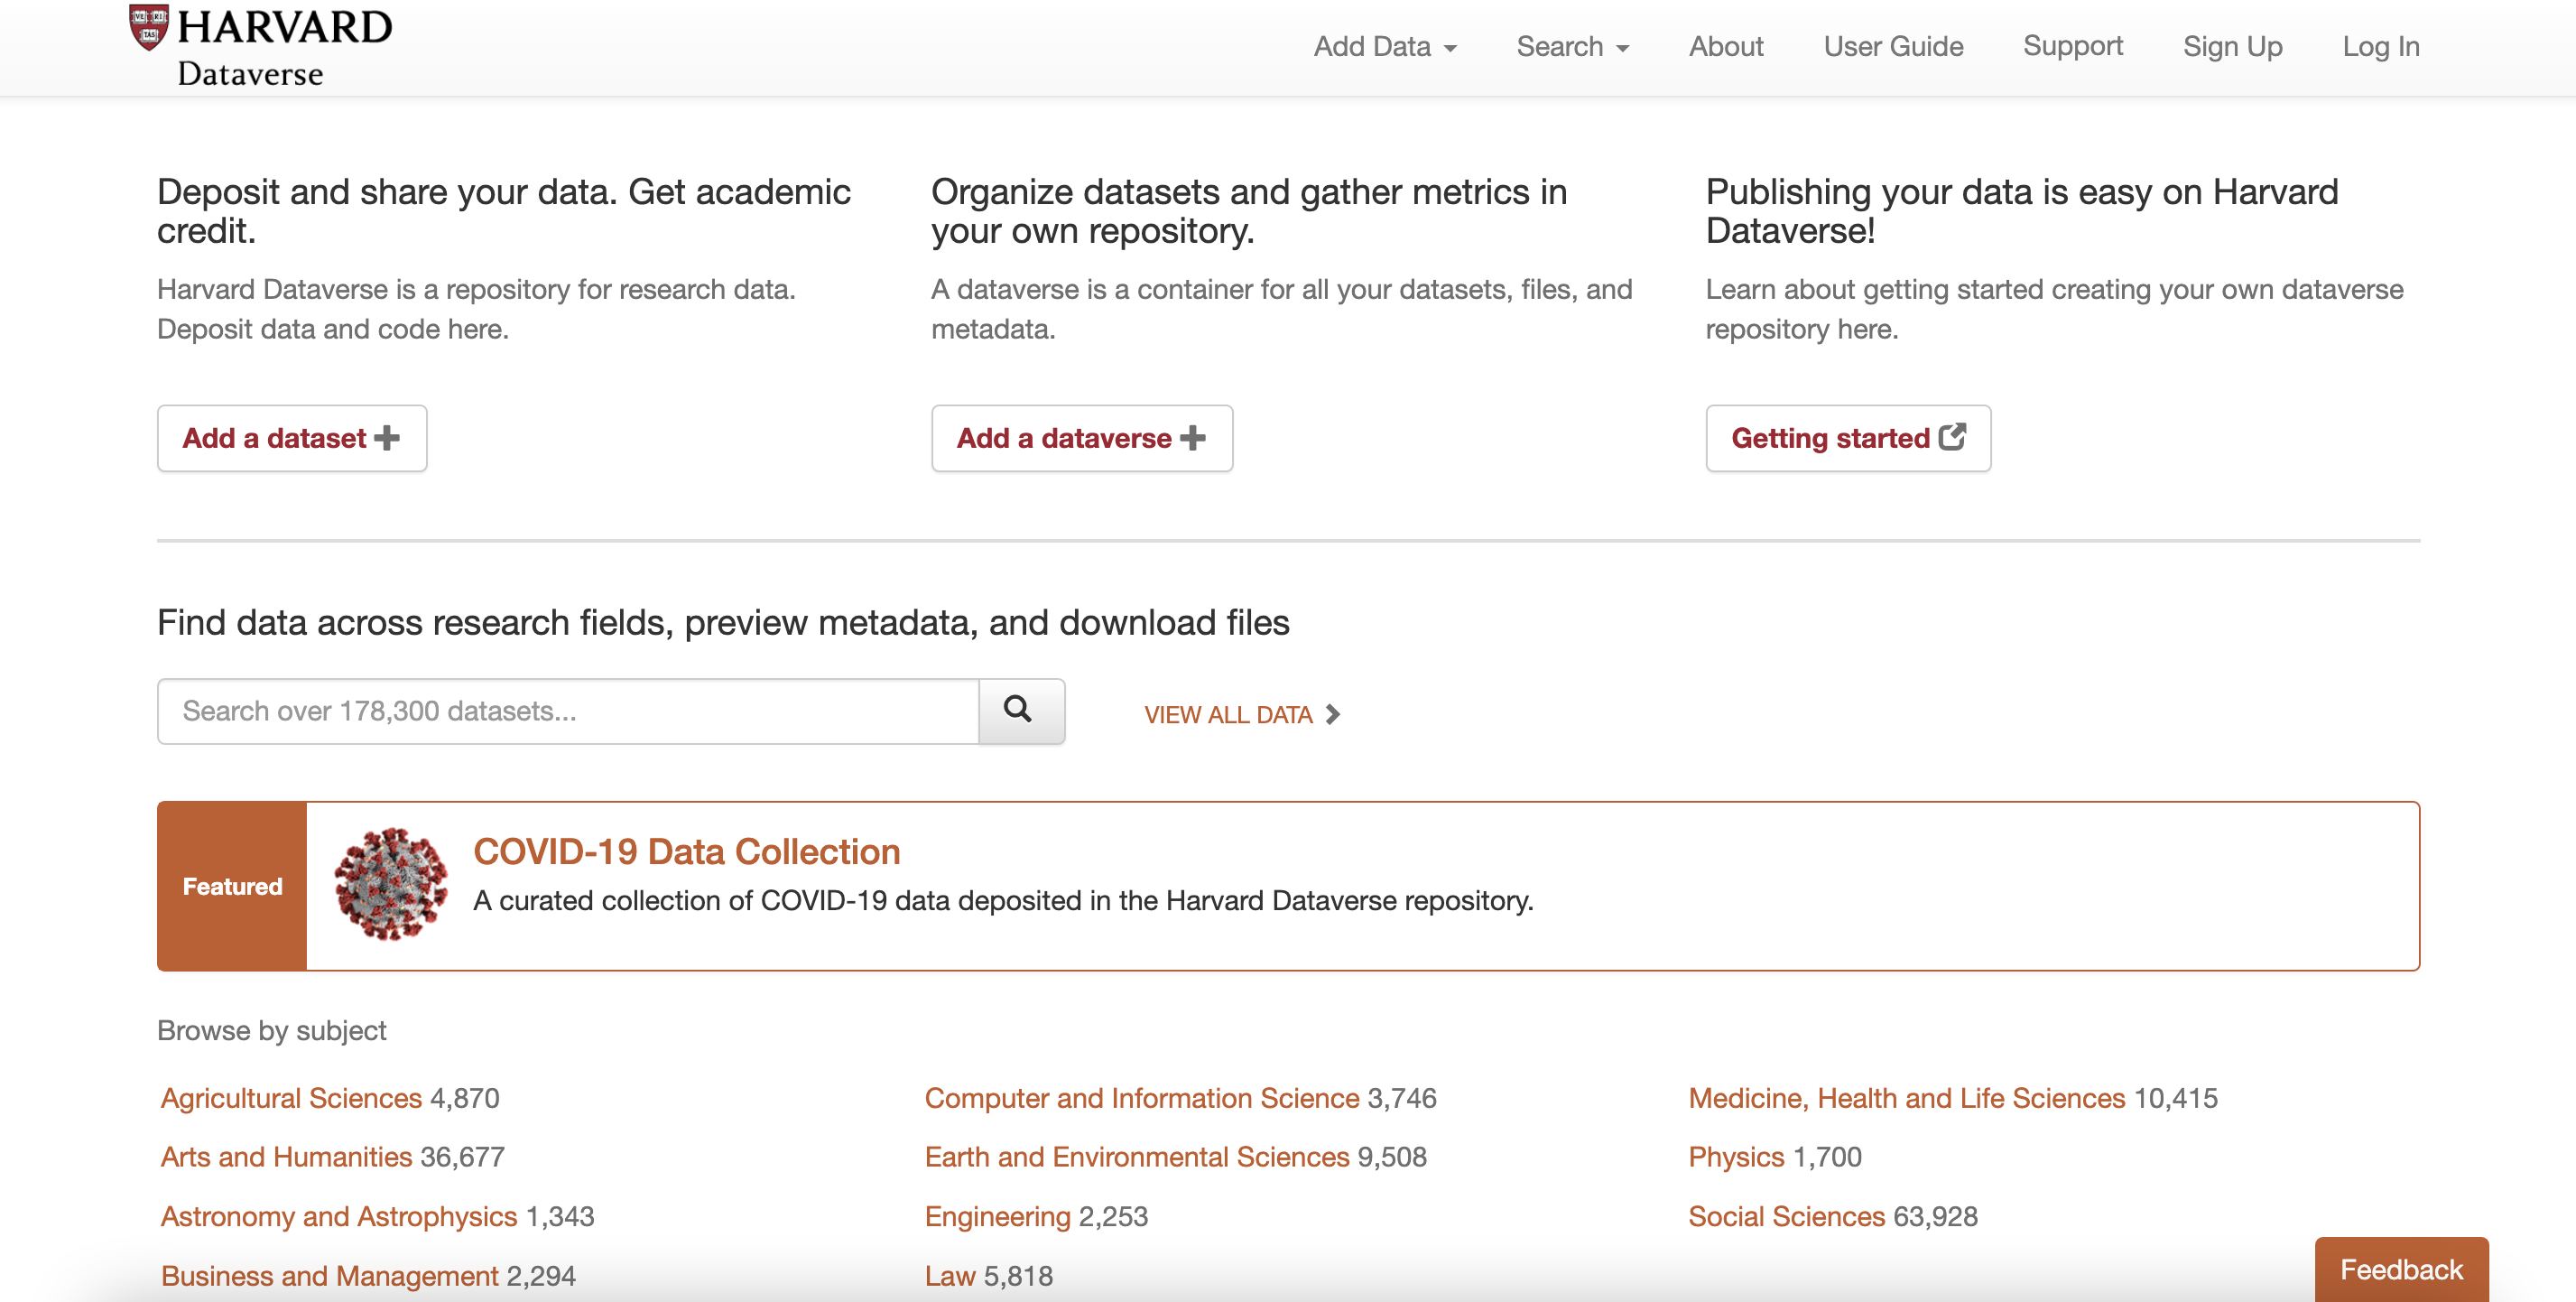 HARVARD
Dataverse
Add Data
Search
About
User Guide
Support
Sign Up
Log In
Deposit and share your data. Get academic
credit.
Harvard Dataverse is a repository for research data.
Deposit data and code here.
Add a dataset
Organize datasets and gather metrics in
your own repository.
A dataverse is a container for all your datasets, files, and
metadata.
Add a dataverse
Publishing your data is easy on Harvard
Dataverse!
Learn about getting started creating your own dataverse
repository here.
Getting started
Find data across research fields, preview metadata, and download files
Search over 178,300 datasets...
VIEW ALL DATA
Featured
COVID-19 Data Collection
A curated collection of COVID-19 data deposited in the Harvard Dataverse repository.
Browse by subject
Agricultural Sciences 4,870
Arts and Humanities 36,677
Astronomy and Astrophysics 1,343
Business and Management 2,294
Computer and Information Science 3,746
Earth and Environmental Sciences 9,508
Engineering 2,253
Law 5,818
Medicine, Health and Life Sciences 10,415
Physics 1,700
Social Sciences 63,928
Feedback